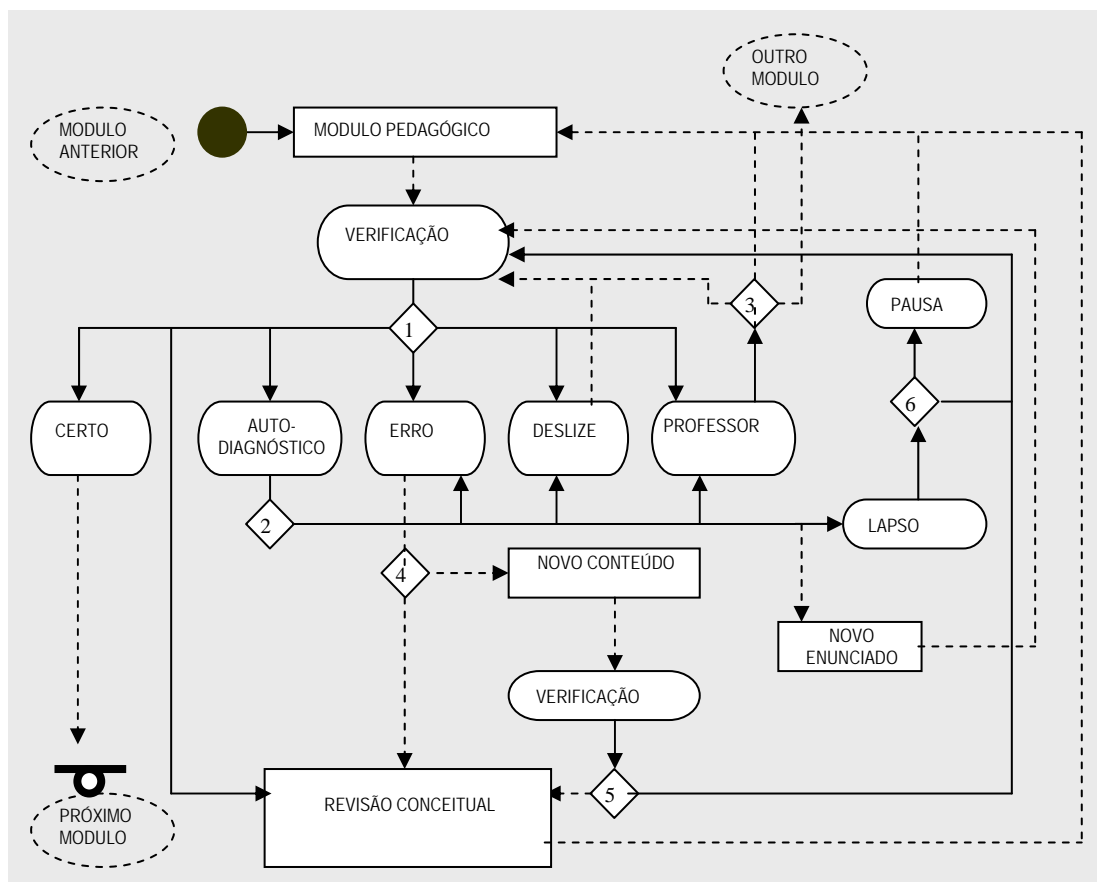 OUTRO
MODULO
MODULO
ANTERIOR
MODULO PEDAGÓGICO
VERIFICAÇÃO
3
PAUSA
1
6
CERTO
AUTO-
DIAGNÓSTICO
ERRO
DESLIZE
PROFESSOR
2
LAPSO
4
NOVO CONTEÚDO
NOVO
ENUNCIADO
VERIFICAÇÃO
5
REVISÃO CONCEITUAL
PRÓXIMO
MODULO